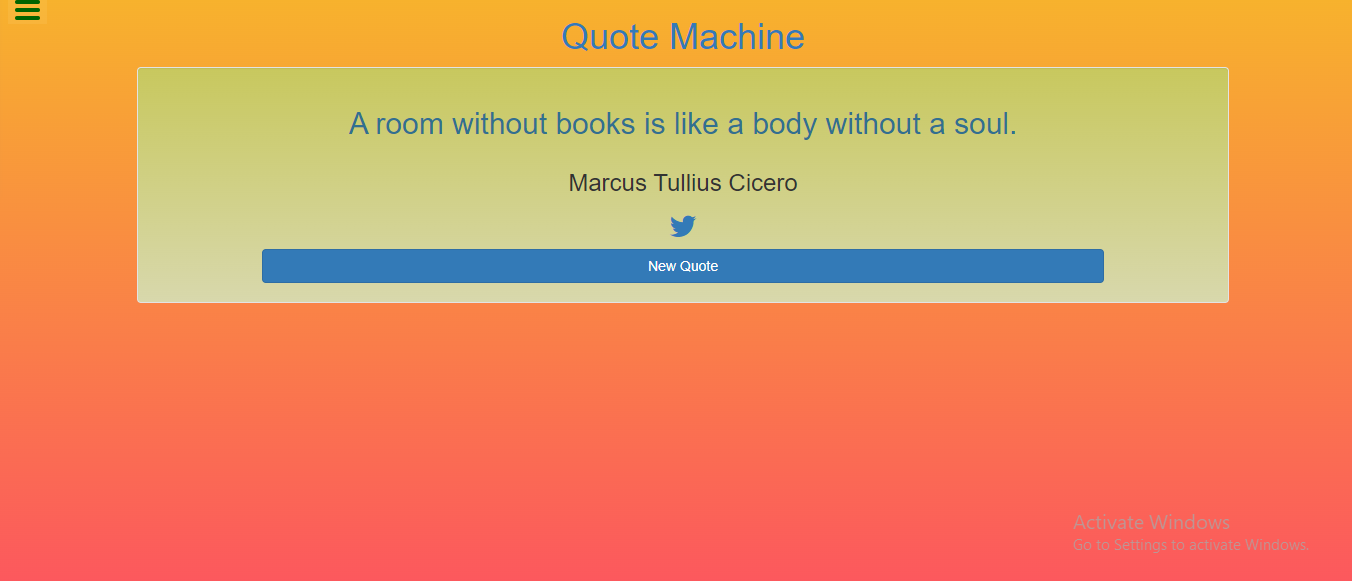 Quote Machine
A room without books is like a body without a soul.
Marcus Tullius Cicero
New Quote
Activate Windows
Go to Settings to activate Windows.